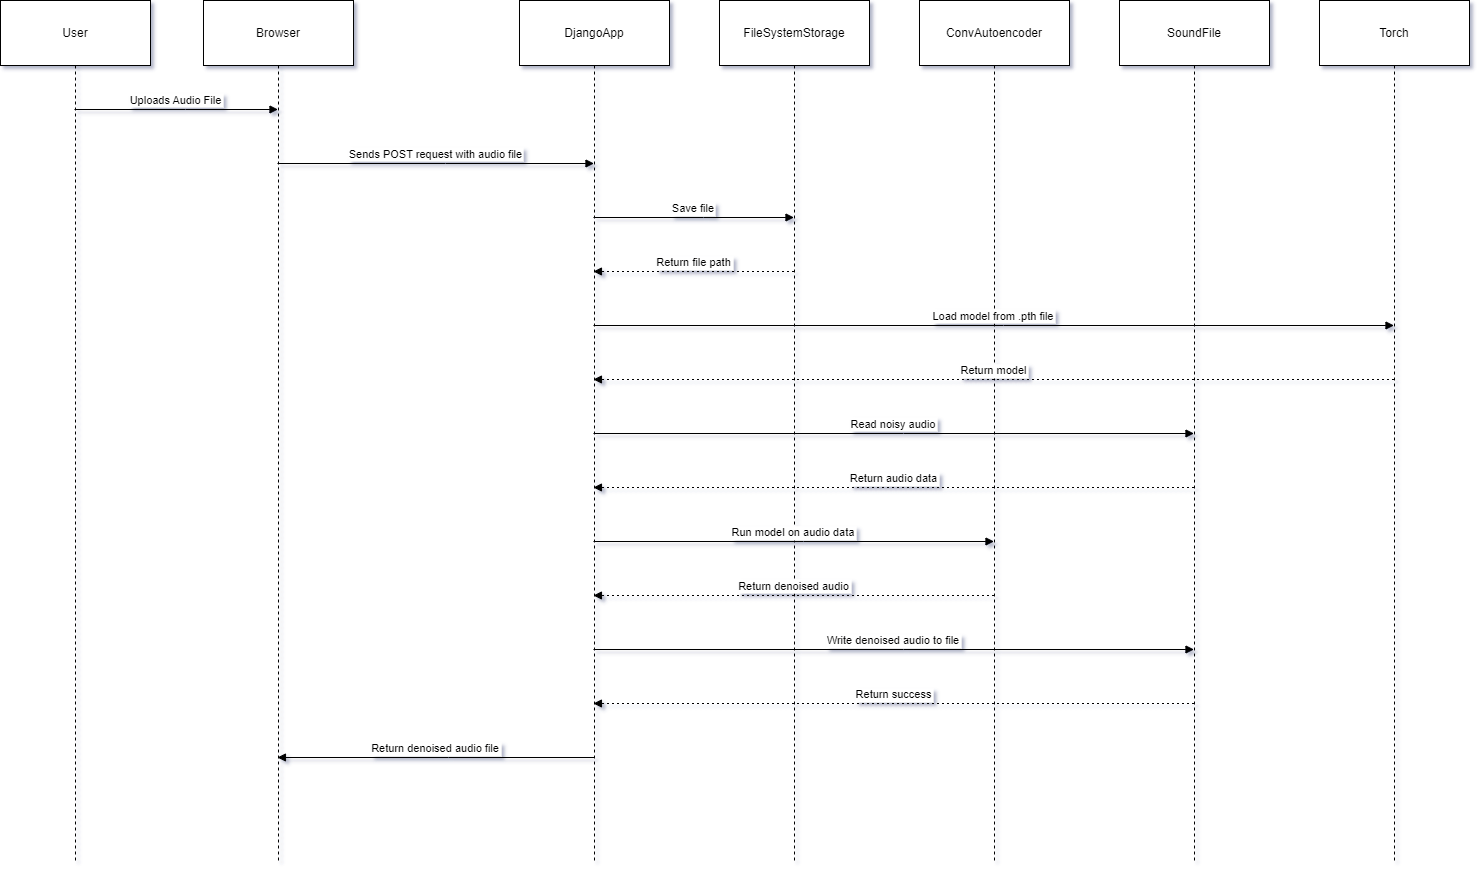 User
Browser
DjangoApp
FileSystemStorage
ConvAutoencoder
SoundFile
Torch
Uploads Audio File
Sends POST request with audio file
Save file
Return file path
Load model from .pth file
Return model
Read noisy audio
Return audio data
Run model on audio data
Return denoised audio
Write denoised audio to file
Return success
Return denoised audio file